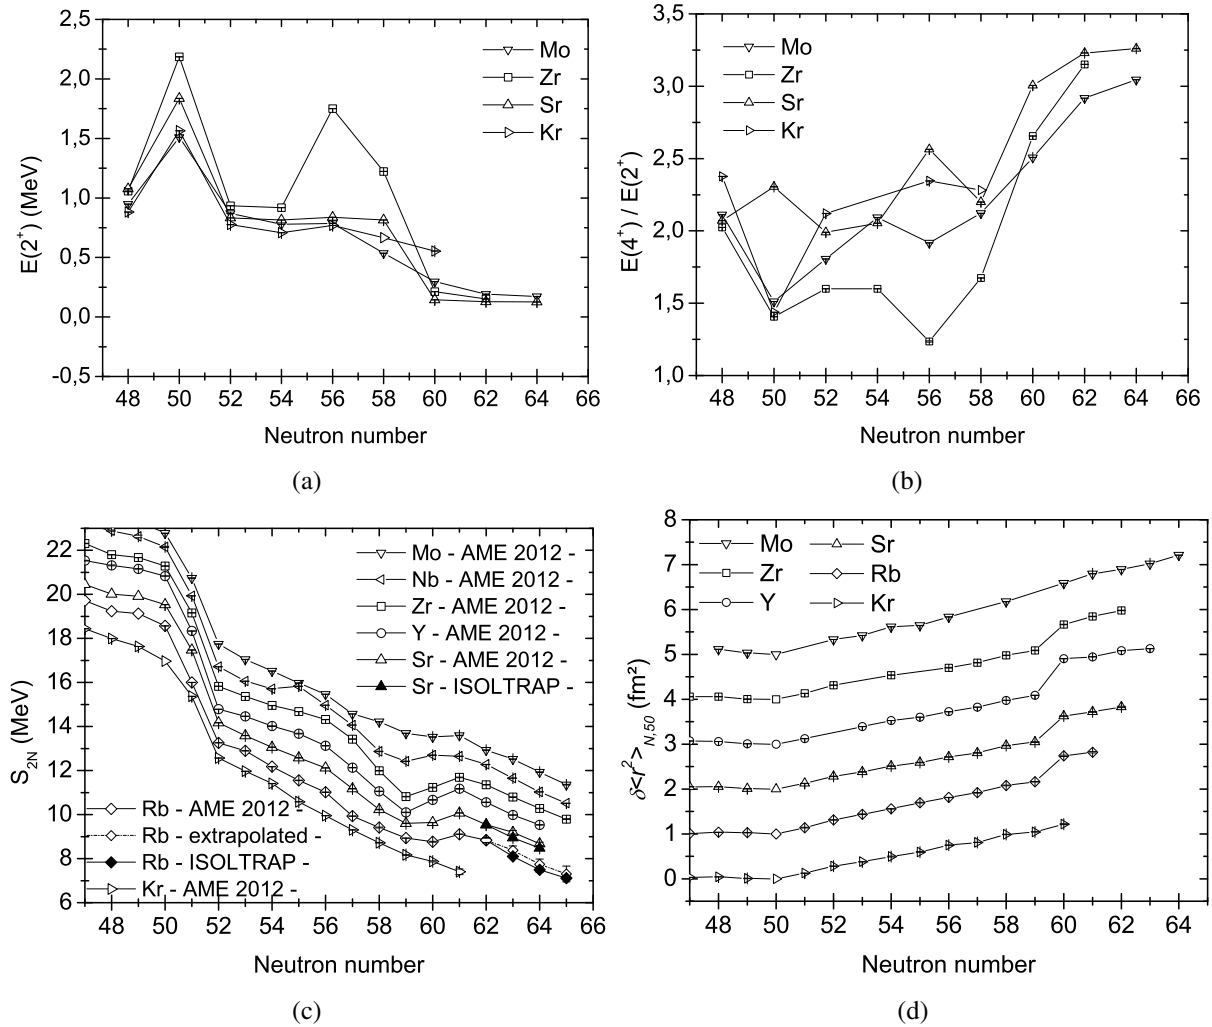 2,5
2,0
1,5
1,0
0,5
0,0
-0,5
E(2⁺) (MeV)
Mo
Zr
Sr
Kr
48 50 52 54 56 58 60 62 64 66
Neutron number
(a)
3,5
3,0
2,5
2,0
1,5
1,0
E(4⁺) / E(2⁺)
Mo
Zr
Sr
Kr
48 50 52 54 56 58 60 62 64 66
Neutron number
(b)
22
20
18
16
14
12
10
8
6
S₂N (MeV)
Mo - AME 2012 -
Nb - AME 2012 -
Zr - AME 2012 -
Y - AME 2012 -
Sr - AME 2012 -
Sr - ISOLTRAP -
Rb - AME 2012 -
Rb - extrapolated -
Rb - ISOLTRAP -
Kr - AME 2012 -
48 50 52 54 56 58 60 62 64 66
Neutron number
(c)
8
7
6
5
4
3
2
1
0
δ<r²>N,50 (fm²)
Mo Sr
Zr Rb
Y Kr
48 50 52 54 56 58 60 62 64
Neutron number
(d)